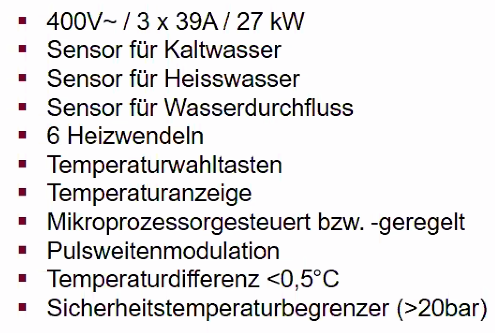 ▪ 400V~ / 3 x 39A / 27 kW
▪ Sensor für Kaltwasser
▪ Sensor für Heisswasser
▪ Sensor für Wasserdurchfluss
▪ 6 Heizwendeln
▪ Temperaturwahltasten
▪ Temperaturanzeige
▪ Mikroprozessorgesteuert bzw. -geregelt
▪ Pulsweitenmodulation
▪ Temperaturdifferenz <0,5°C
▪ Sicherheitstemperaturbegrenzer (>20bar)